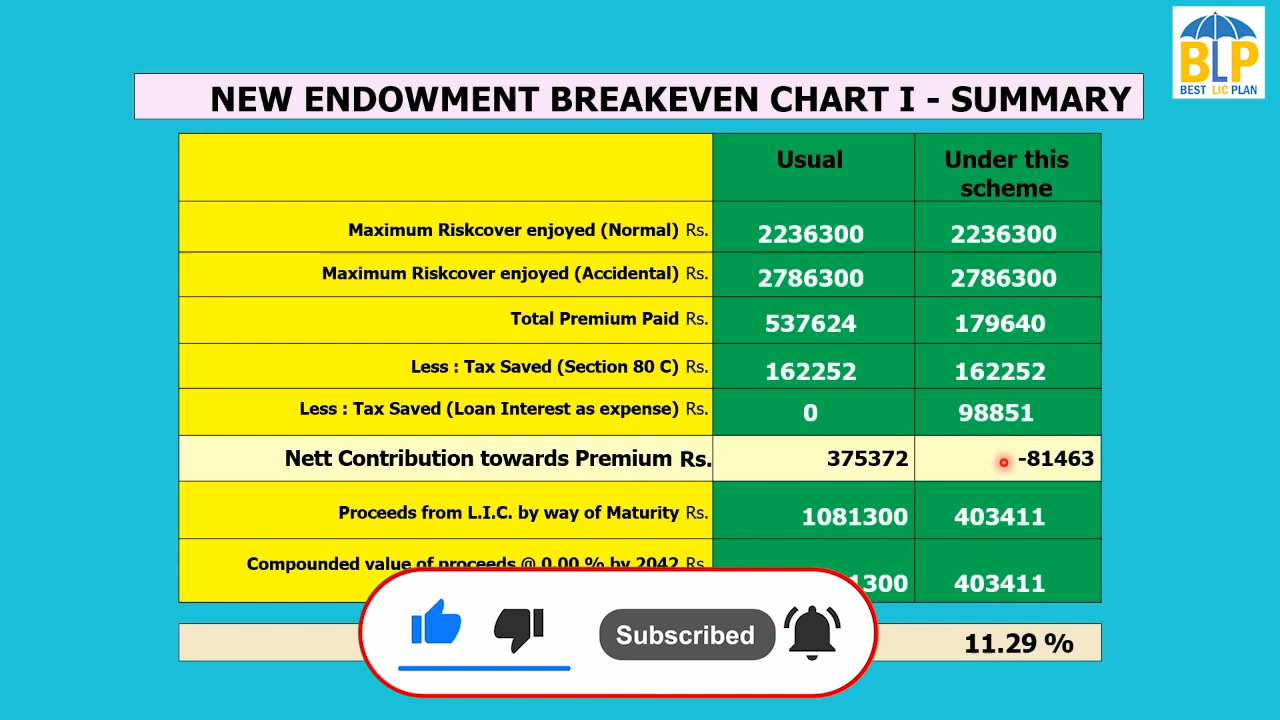 BLP
BEST LIC PLAN
NEW ENDOWMENT BREAKEVEN CHART I - SUMMARY
Usual
Under this
scheme
Maximum Riskcover enjoyed (Normal) Rs. 2236300 2236300
Maximum Riskcover enjoyed (Accidental) Rs. 2786300 2786300
Total Premium Paid Rs. 537624 179640
Less : Tax Saved (Section 80 C) Rs. 162252 162252
Less : Tax Saved (Loan Interest as expense) Rs. 0 98851
Nett Contribution towards Premium Rs. 375372 -81463
Proceeds from L.I.C. by way of Maturity Rs. 1081300 403411
Compounded value of proceeds @ 0.00 % by 2042 Rs. 1300 403411
Subscribed
11.29 %